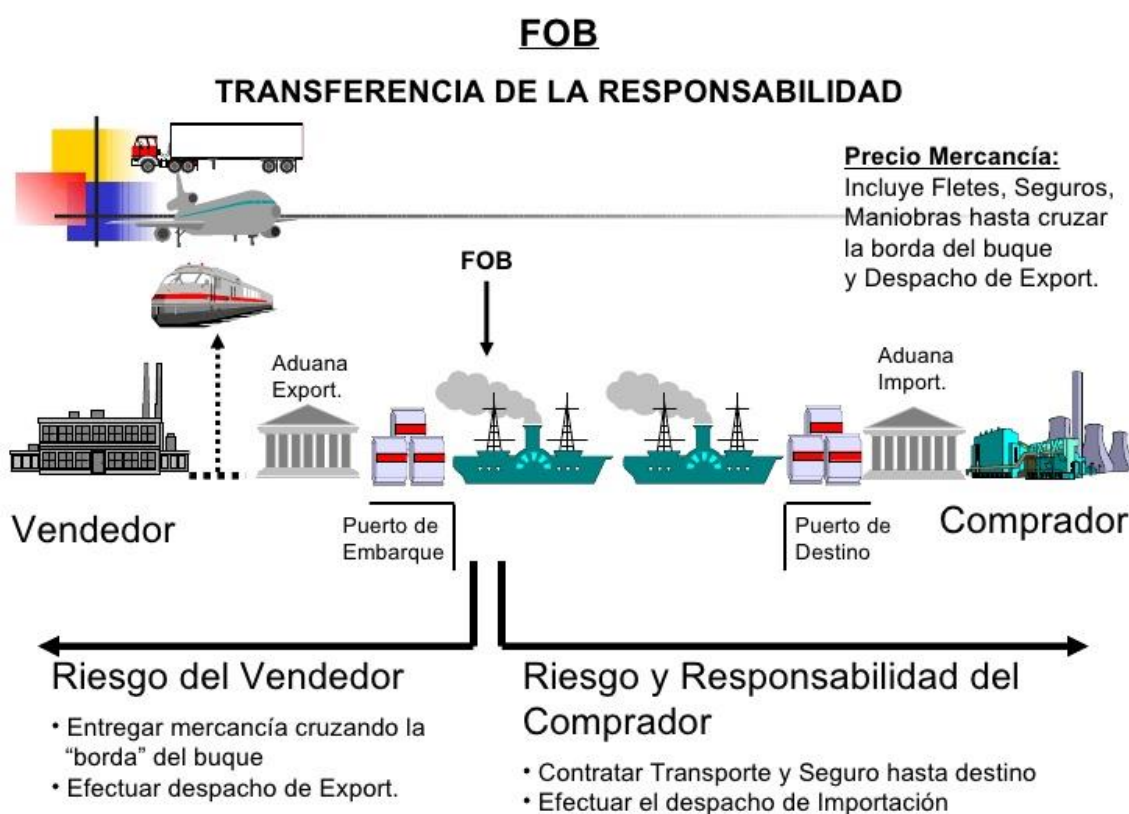 FOB
TRANSFERENCIA DE LA RESPONSABILIDAD
Precio Mercancía:
Incluye Fletes, Seguros,
Maniobras hasta cruzar
la borda del buque
y Despacho de Export.
FOB
Aduana
Export.
Aduana
Import.
Vendedor
Puerto de
Embarque
Puerto de
Destino
Comprador
Riesgo del Vendedor
• Entregar mercancía cruzando la
“borda” del buque
• Efectuar despacho de Export.
Riesgo y Responsabilidad del
Comprador
• Contratar Transporte y Seguro hasta destino
• Efectuar el despacho de Importación